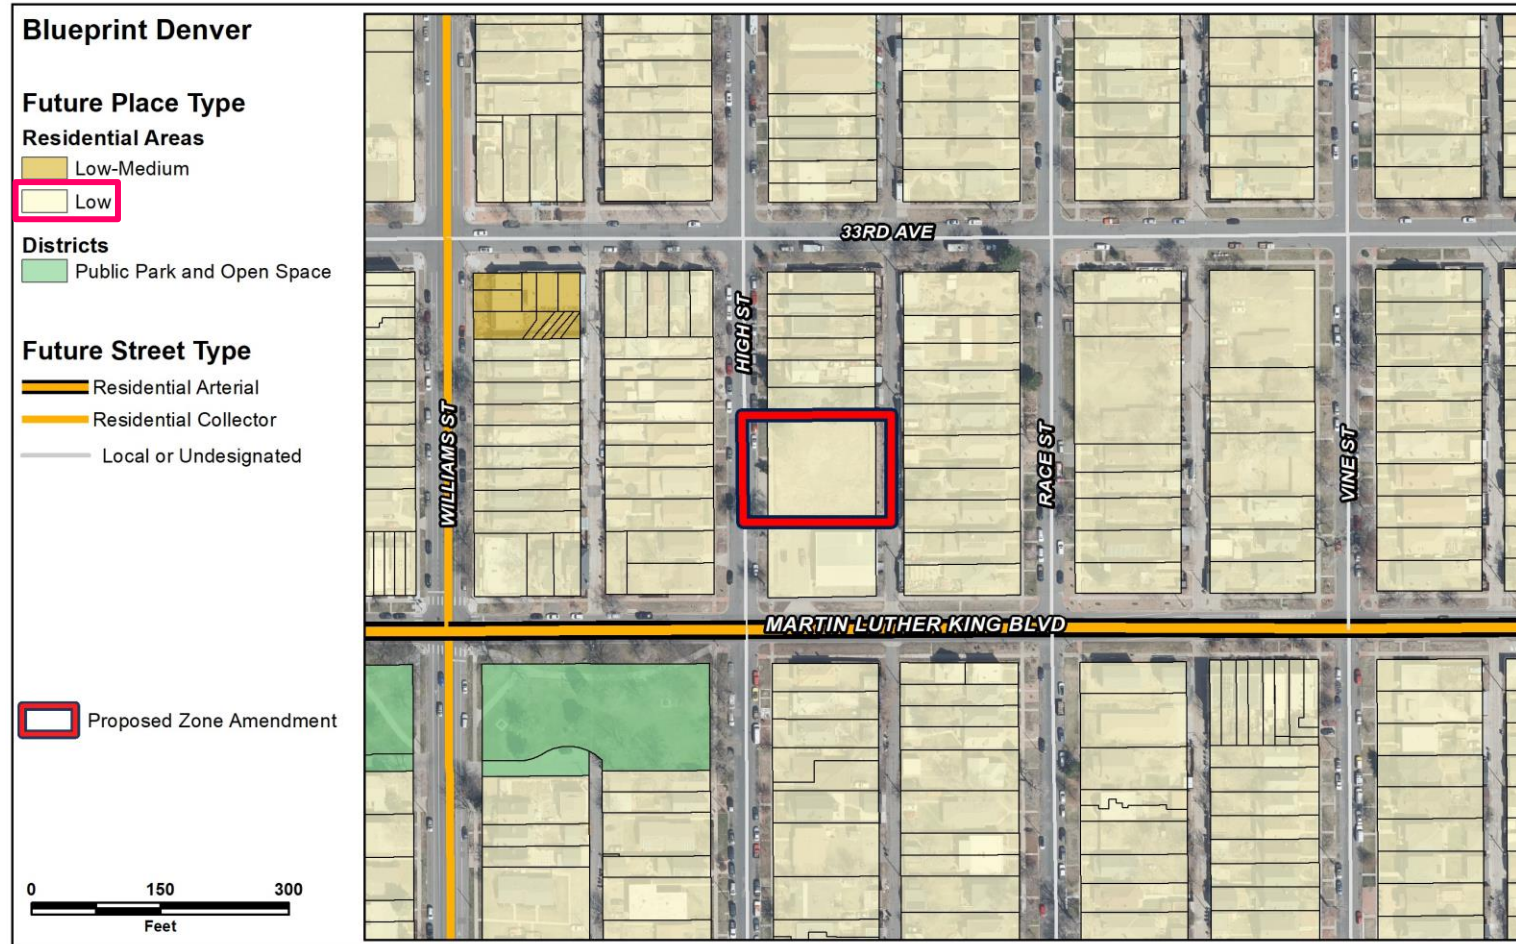 Blueprint Denver
Future Place Type
Residential Areas
Low-Medium
Low
Districts
Public Park and Open Space
Future Street Type
Residential Arterial
Residential Collector
Local or Undesignated
Proposed Zone Amendment
0 150 300
Feet
33RD AVE
HIGH ST
WILLIAMS ST
RACE ST
VINE ST
MARTIN LUTHER KING BLVD